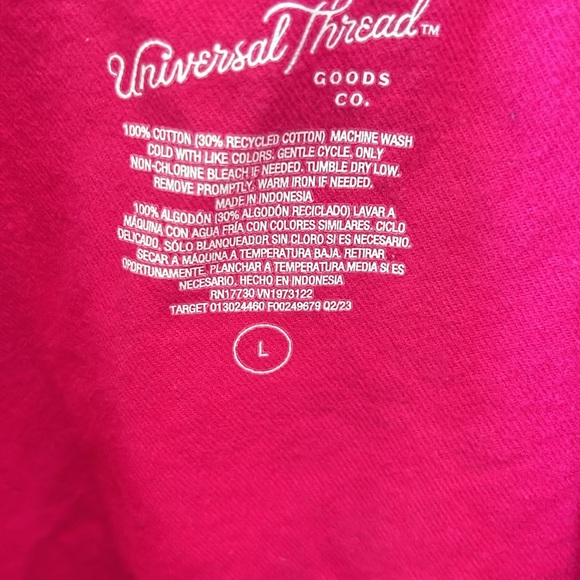 Universal Thread™
GOODS
CO.
100% COTTON (30% RECYCLED COTTON) MACHINE WASH
COLD WITH LIKE COLORS. GENTLE CYCLE, ONLY
NON-CHLORINE BLEACH IF NEEDED. TUMBLE DRY LOW,
REMOVE PROMPTLY, WARM IRON IF NEEDED.
MADE IN INDONESIA
100% ALGODÓN (30% ALGODÓN RECICLADO) LAVAR A
MÁQUINA CON AGUA FRÍA CON COLORES SIMILARES. CICLO
DELICADO, SÓLO BLANQUEADOR SIN CLORO SI ES NECESARIO.
SECAR A MÁQUINA A TEMPERATURA BAJA. RETIRAR
OPORTUNAMENTE. PLANCHAR A TEMPERATURA MEDIA SI ES
NECESARIO. HECHO EN INDONESIA
RN17730 VN1973122
TARGET 013024460 F00249679 Q2/23
L